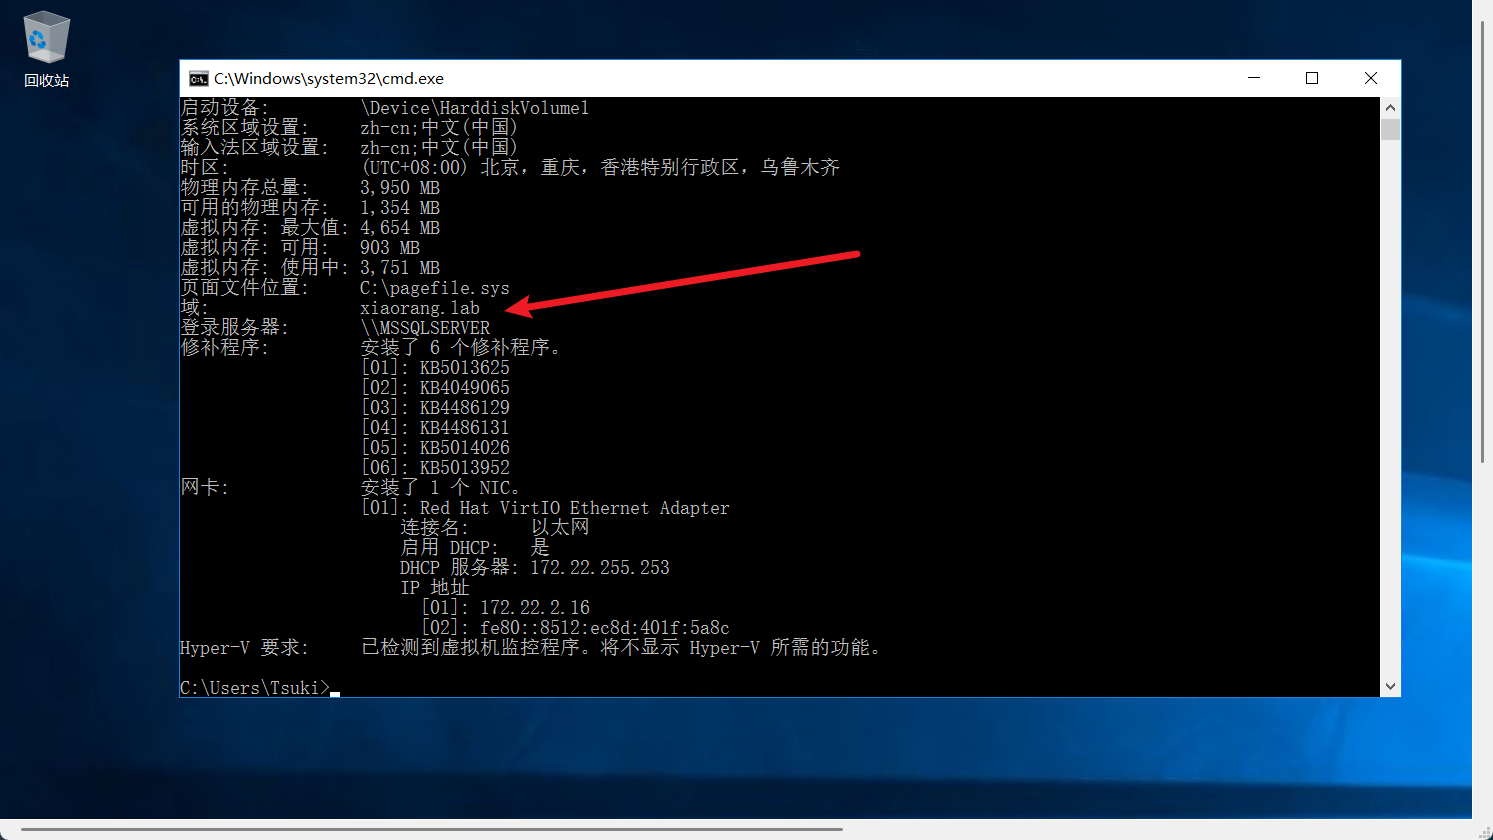 回收站
C:\Windows\system32\cmd.exe
启动设备: \Device\HarddiskVolume1
系统区域设置: zh-cn;中文(中国)
输入法区域设置: zh-cn;中文(中国)
时区: (UTC+08:00) 北京，重庆，香港特别行政区，乌鲁木齐
物理内存总量: 3,950 MB
可用的物理内存: 1,354 MB
虚拟内存: 最大值: 4,654 MB
虚拟内存: 可用: 903 MB
虚拟内存: 使用中: 3,751 MB
页面文件位置: C:\pagefile.sys
域: xiaorang.lab
登录服务器: \\MSSQLSERVER
修补程序: 安装了 6 个修补程序。
[01]: KB5013625
[02]: KB4049065
[03]: KB4486129
[04]: KB4486131
[05]: KB5014026
[06]: KB5013952
网卡: 安装了 1 个 NIC。
[01]: Red Hat VirtIO Ethernet Adapter
连接名: 以太网
启用 DHCP: 是
DHCP 服务器: 172.22.255.253
IP 地址
[01]: 172.22.2.16
[02]: fe80::8512:ec8d:401f:5a8c
Hyper-V 要求: 已检测到虚拟机监控程序。将不显示 Hyper-V 所需的功能。
C:\Users\Tsuki>